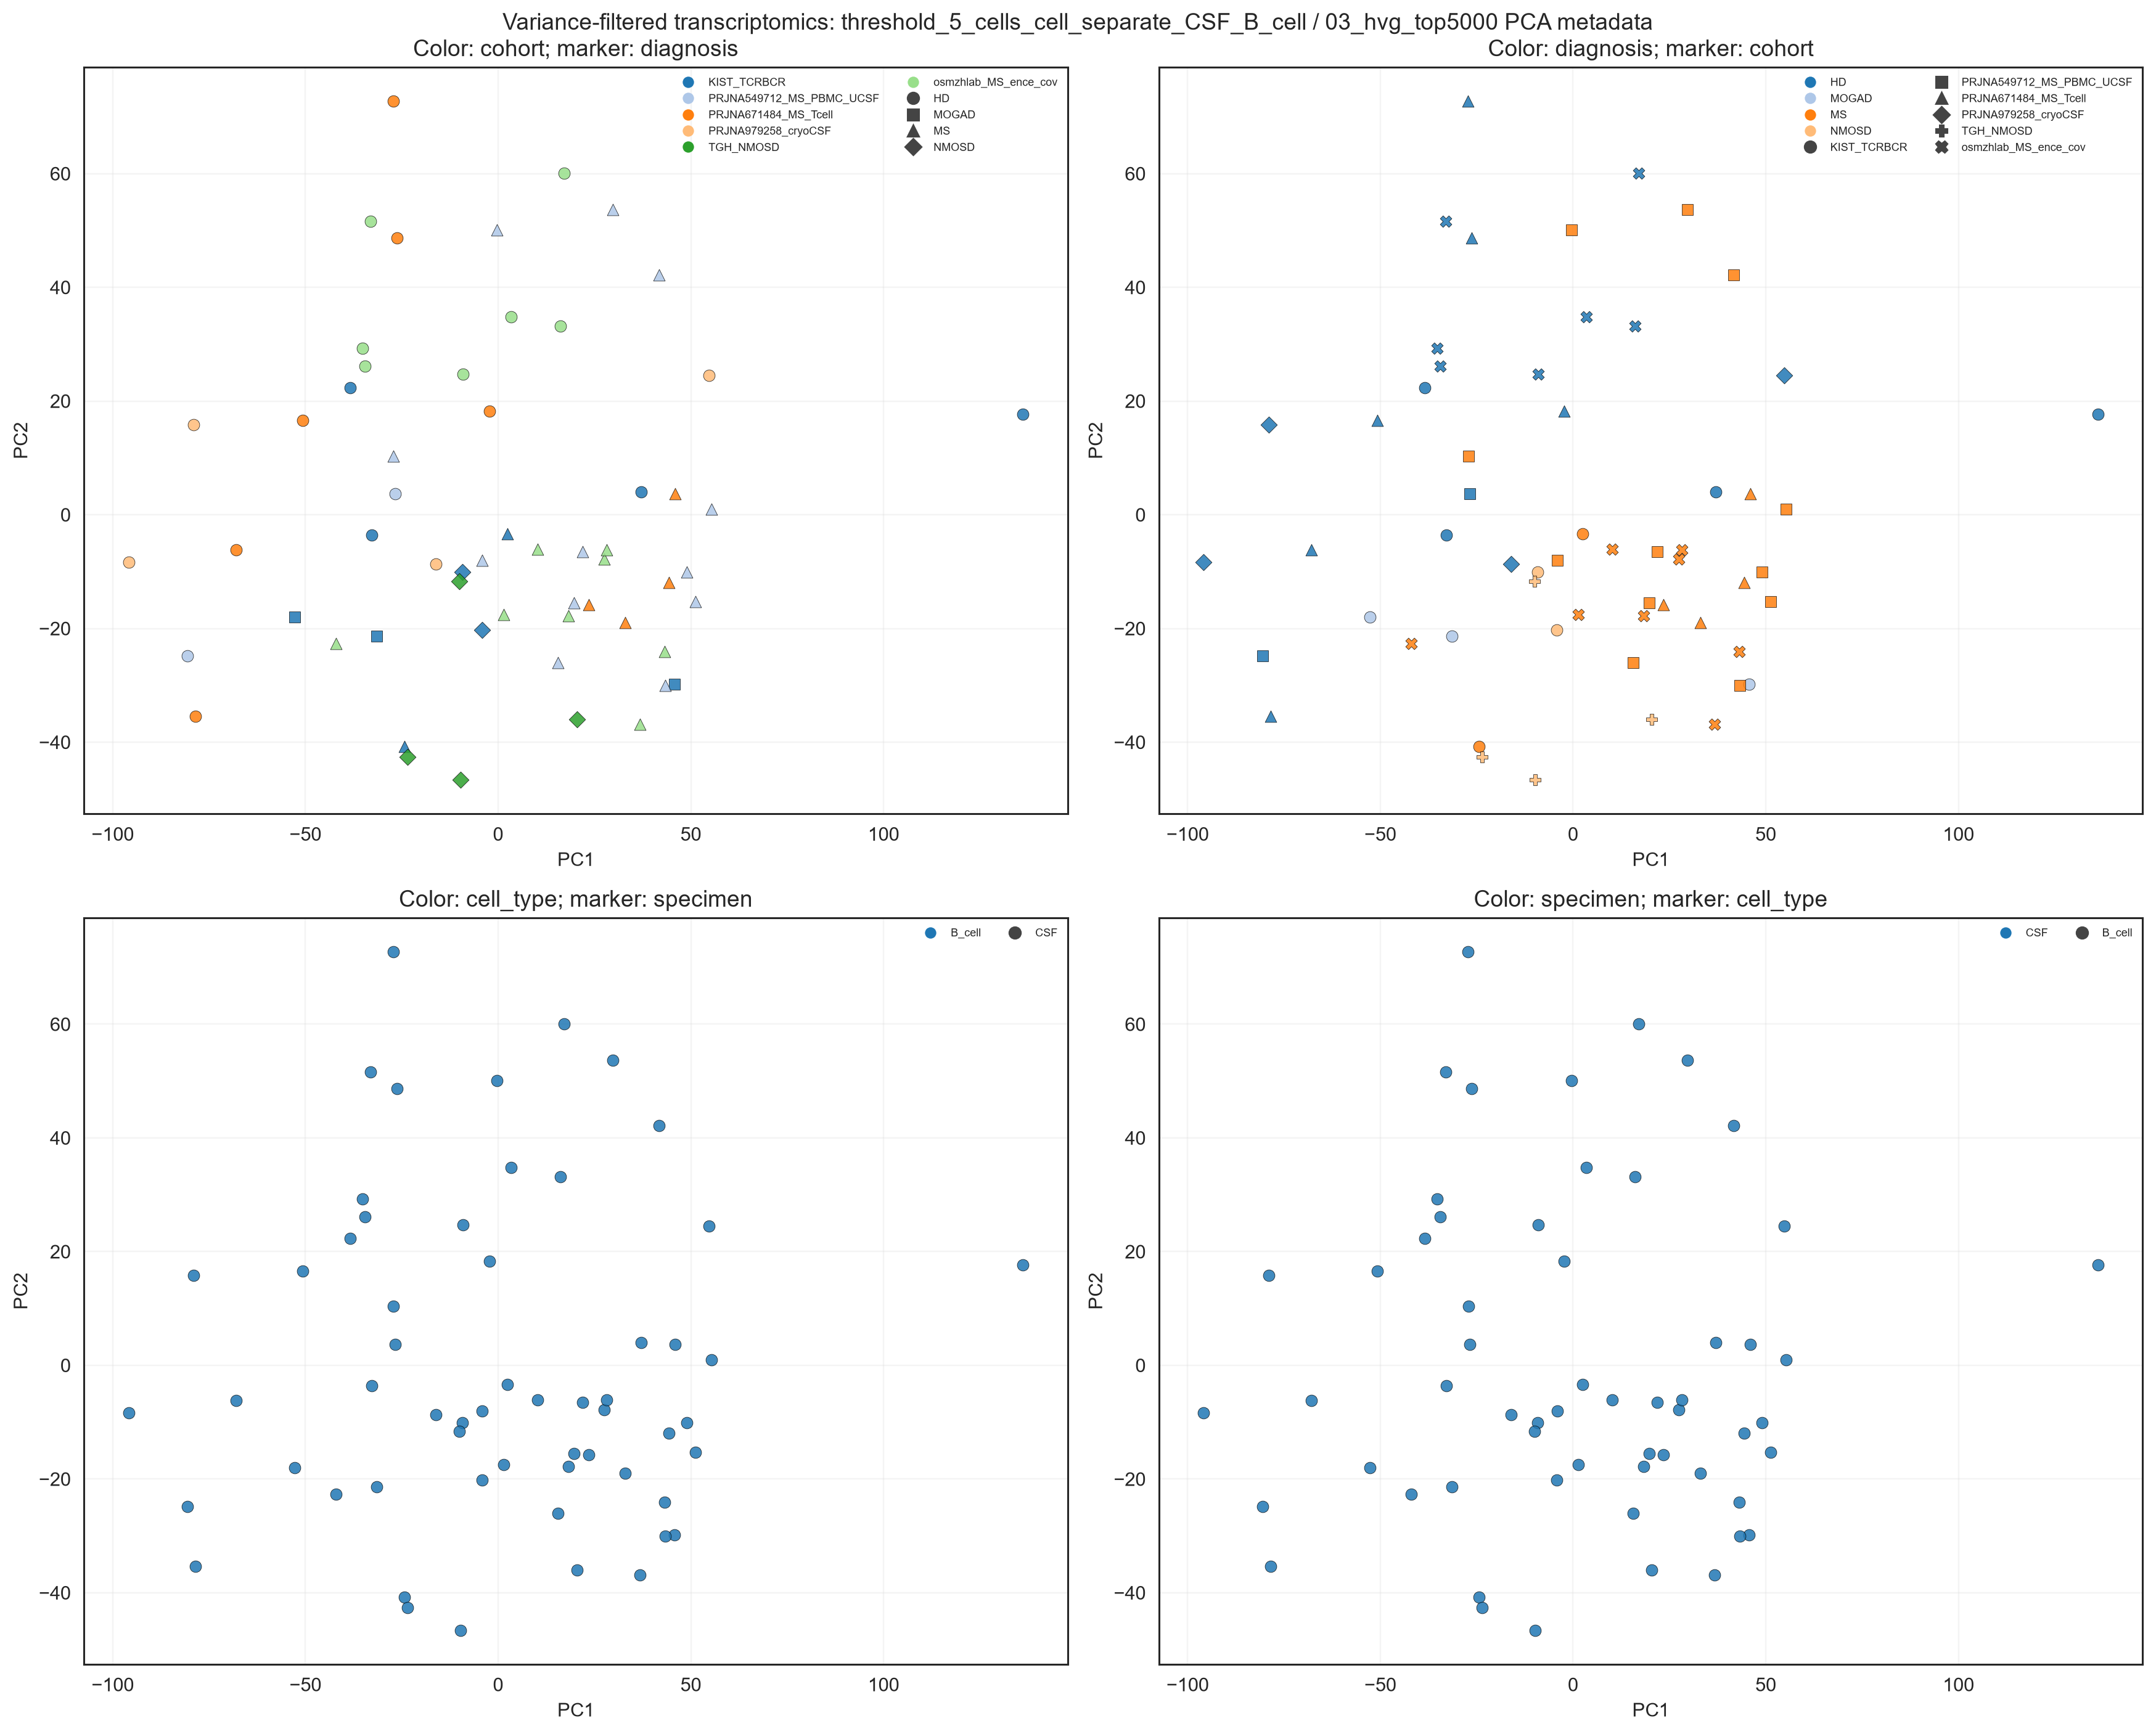 Variance-filtered transcriptomics: threshold_5_cells_cell_separate_CSF_B_cell / 03_hvg_top5000 PCA metadata
Color: cohort; marker: diagnosis
KIST_TCRBCR
PRJNA549712_MS_PBMC_UCSF
PRJNA671484_MS_Tcell
PRJNA979258_cryoCSF
TGH_NMOSD
osmzhlab_MS_ence_cov
HD
MOGAD
MS
NMOSD
60
40
20
0
−20
−40
PC2
−100
−50
0
50
100
PC1
Color: diagnosis; marker: cohort
HD
MOGAD
MS
NMOSD
KIST_TCRBCR
PRJNA549712_MS_PBMC_UCSF
PRJNA671484_MS_Tcell
PRJNA979258_cryoCSF
TGH_NMOSD
osmzhlab_MS_ence_cov
60
40
20
0
−20
−40
PC2
−100
−50
0
50
100
PC1
Color: cell_type; marker: specimen
B_cell
CSF
60
40
20
0
−20
−40
PC2
−100
−50
0
50
100
PC1
Color: specimen; marker: cell_type
CSF
B_cell
60
40
20
0
−20
−40
PC2
−100
−50
0
50
100
PC1